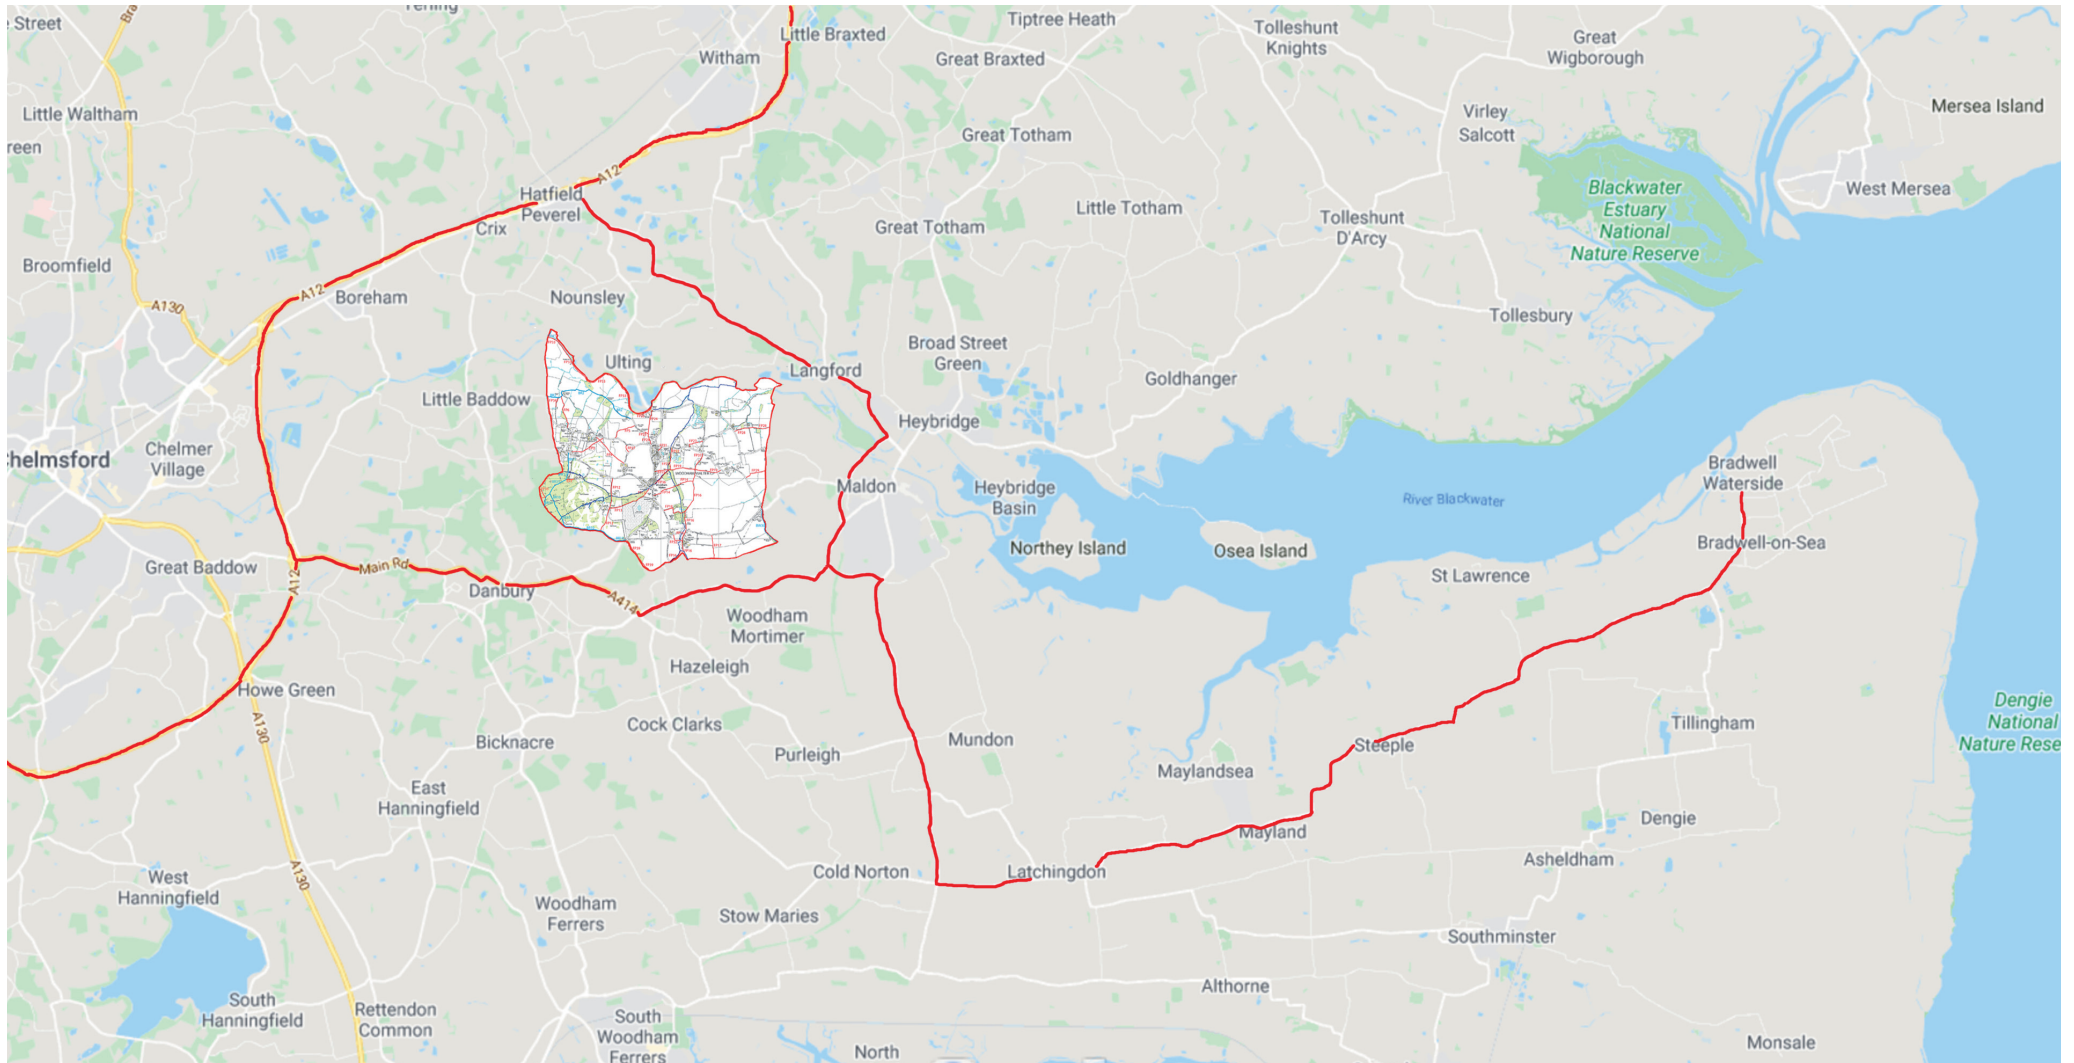 Street
Little Braxted
Tiptree Heath
Tolleshunt
Knights
Great
Wigborough
Witham
Great Braxted
Little Waltham
Mersea Island
Virley
Salcott
Great Totham
A12
Hatfield
Peverel
Blackwater
Estuary
National
Nature Reserve
West Mersea
Little Totham
Tolleshunt
D'Arcy
Crix
Great Totham
Broomfield
A12
Boreham
Nounsley
A130
Tollesbury
Broad Street
Green
Ulting
Langford
Goldhanger
Little Baddow
Heybridge
Chelmer
Village
helmsford
Bradwell
Waterside
Maldon
Heybridge
Basin
River Blackwater
Northey Island
Osea Island
Bradwell-on-Sea
Great Baddow
A12
Main Rd
Danbury
A414
St Lawrence
Woodham
Mortimer
Hazeleigh
Howe Green
A130
Cock Clarks
Bicknacre
Purleigh
Mundon
Steeple
Tillingham
Dengie
National
Nature Rese
Maylandsea
East
Hanningfield
Mayland
Dengie
Asheldham
A130
West
Hanningfield
Cold Norton
Latchingdon
Woodham
Ferrers
Stow Maries
Southminster
Althorne
South
Hanningfield
Rettendon
Common
South
Woodham
Ferrers
North
Monsale